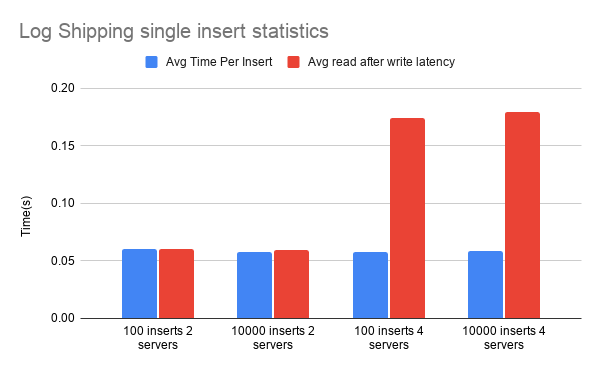 Log Shipping single insert statistics
Avg Time Per Insert
Avg read after write latency
0.20
0.15
0.10
0.05
0.00
Time(s)
100 inserts 2
servers
10000 inserts 2
servers
100 inserts 4
servers
10000 inserts 4
servers